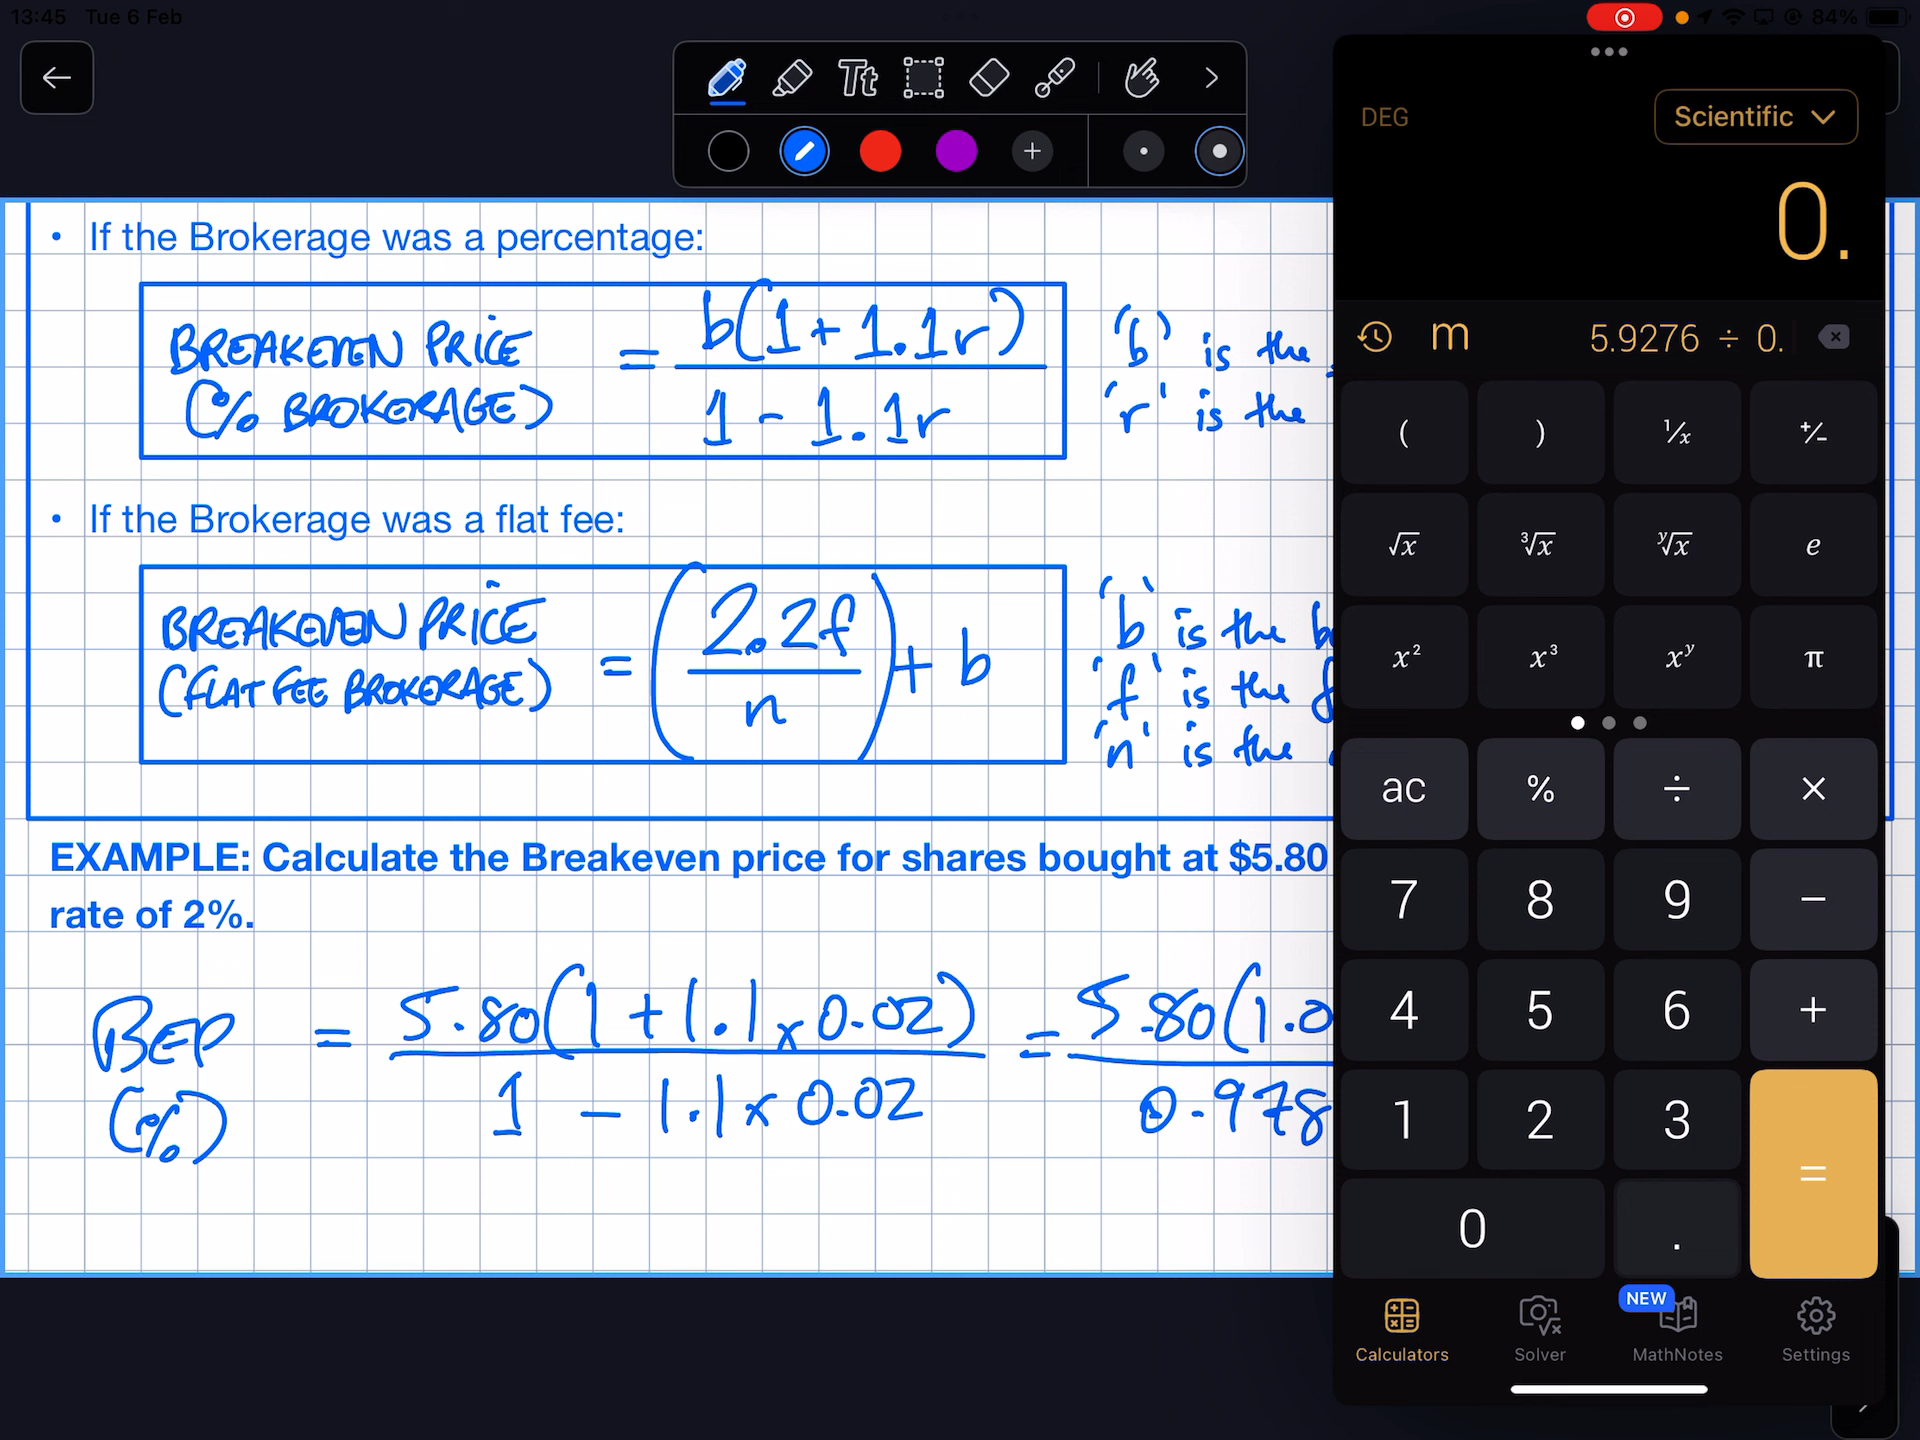 13:45 Tue 6 Feb
84%
Tt
DEG
Scientific
0.
m 5.9276 ÷ 0.
( ) ¹/x +/-
√x ³√x ʸ√x e
x² x³ xʸ π
ac % ÷ ×
7 8 9 −
4 5 6 +
1 2 3 =
0 .
NEW
Calculators Solver MathNotes Settings
• If the Brokerage was a percentage:
BREAKEVEN PRICE (% BROKERAGE) = b(1 + 1.1r) / 1 - 1.1r
'b' is the
'r' is the
• If the Brokerage was a flat fee:
BREAKEVEN PRICE (FLAT FEE BROKERAGE) = (2.2f / n) + b
'b' is the
'f' is the
'n' is the
EXAMPLE: Calculate the Breakeven price for shares bought at $5.80
rate of 2%.
BEP (%) = 5.80(1 + 1.1 x 0.02) / 1 - 1.1 x 0.02 = 5.80(1.0 / 0.978